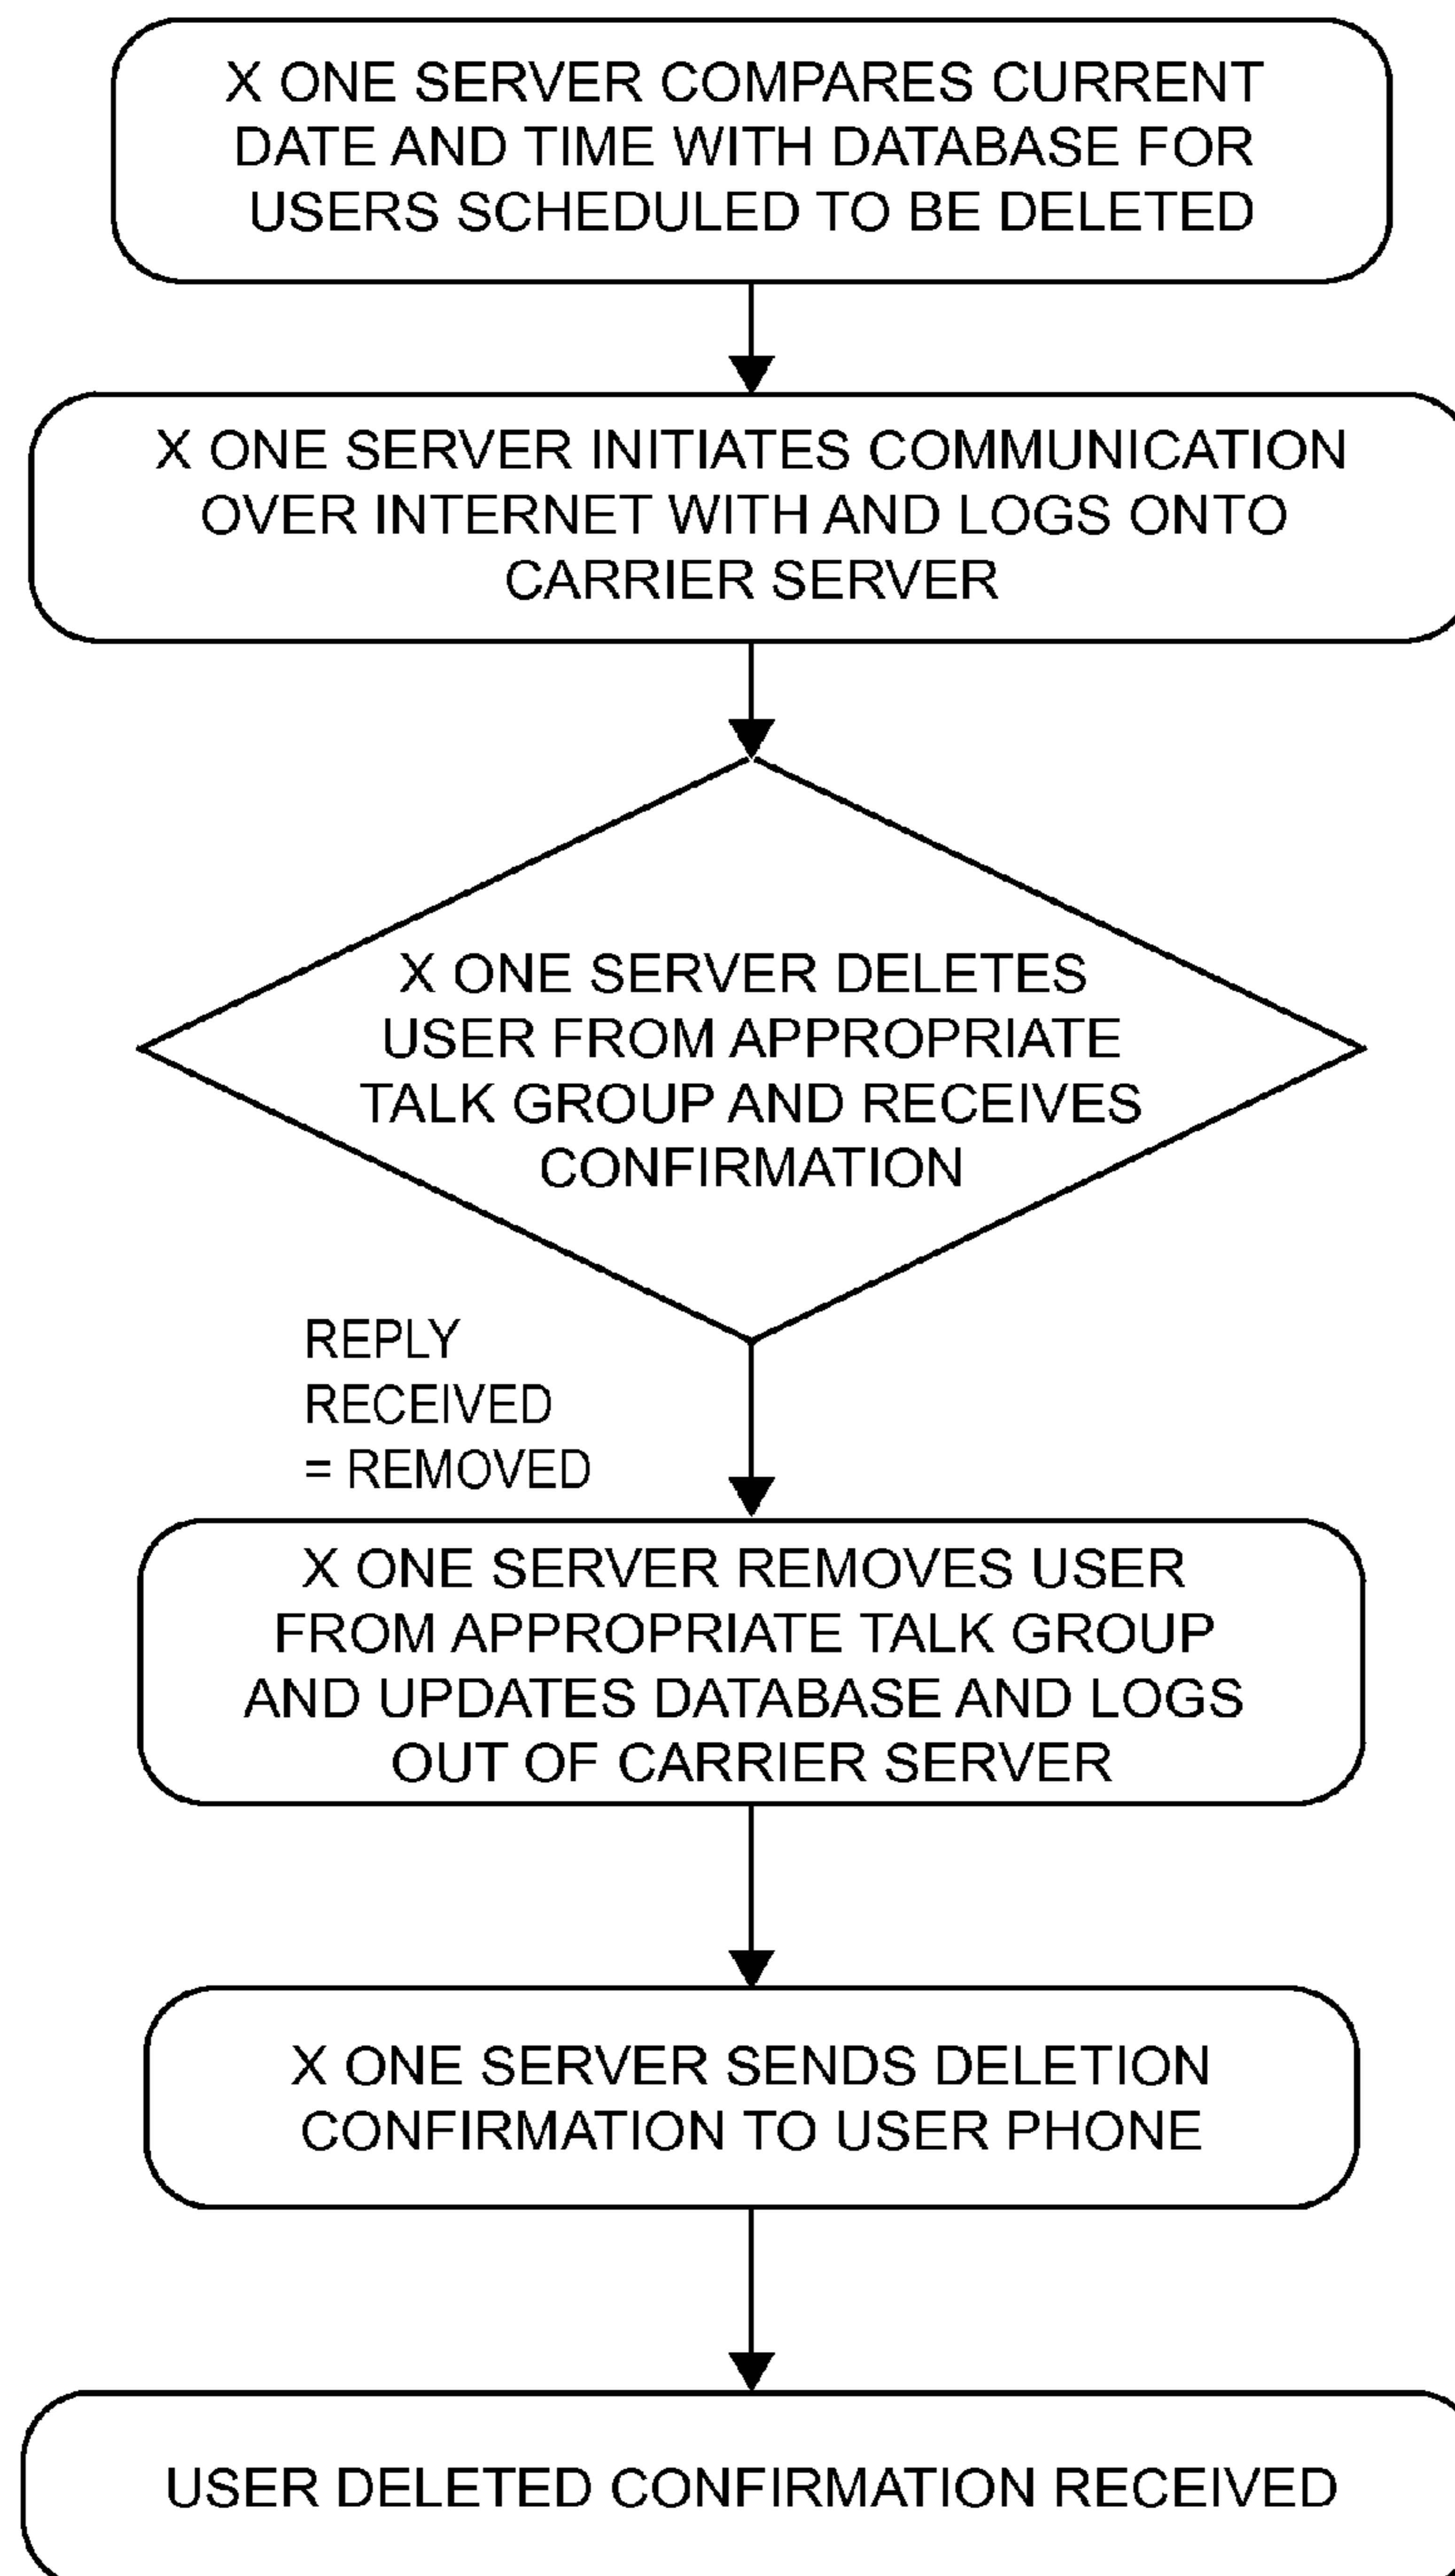 X ONE SERVER COMPARES CURRENT
DATE AND TIME WITH DATABASE FOR
USERS SCHEDULED TO BE DELETED
X ONE SERVER INITIATES COMMUNICATION
OVER INTERNET WITH AND LOGS ONTO
CARRIER SERVER
X ONE SERVER DELETES
USER FROM APPROPRIATE
TALK GROUP AND RECEIVES
CONFIRMATION
REPLY
RECEIVED
= REMOVED
X ONE SERVER REMOVES USER
FROM APPROPRIATE TALK GROUP
AND UPDATES DATABASE AND LOGS
OUT OF CARRIER SERVER
X ONE SERVER SENDS DELETION
CONFIRMATION TO USER PHONE
USER DELETED CONFIRMATION RECEIVED